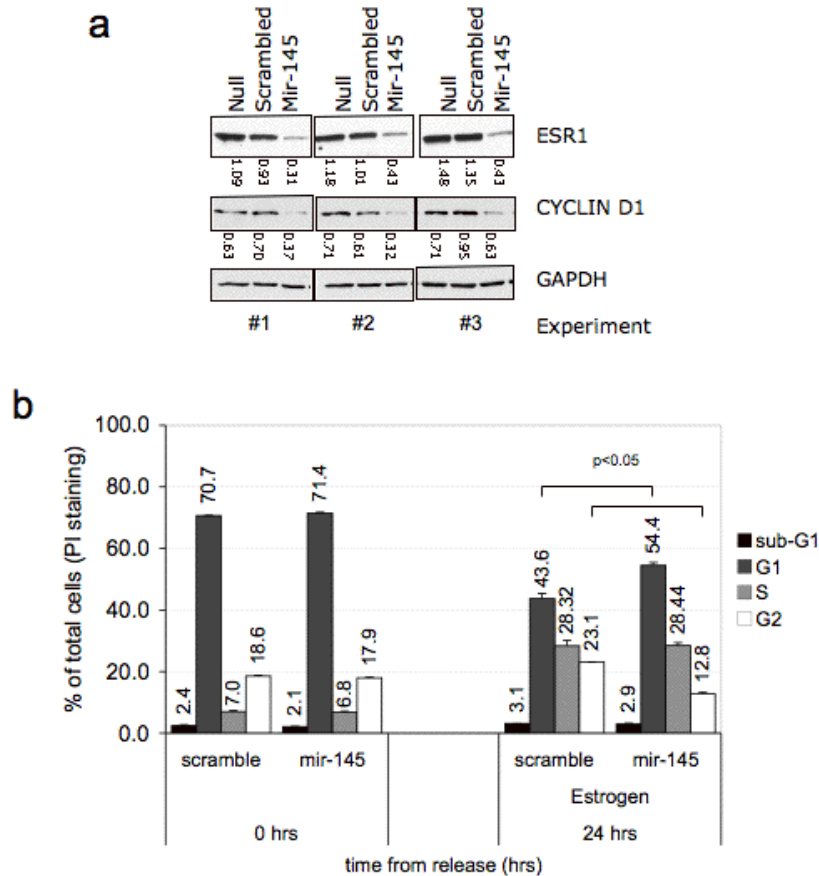 a
Null Scrambled Mir-145 Null Scrambled Mir-145 Null Scrambled Mir-145
ESR1
1.09 0.93 0.31 1.18 1.01 0.43 1.48 1.35 0.43
CYCLIN D1
0.63 0.70 0.37 0.71 0.61 0.32 0.71 0.95 0.63
GAPDH
#1 #2 #3 Experiment
b
% of total cells (PI staining)
100.0
80.0
60.0
40.0
20.0
0.0
2.4 70.7 7.0 18.6 2.1 71.4 6.8 17.9 3.1 43.6 28.32 23.1 2.9 54.4 28.44 12.8
p<0.05
sub-G1
G1
S
G2
scramble mir-145 scramble mir-145
Estrogen
0 hrs 24 hrs
time from release (hrs)